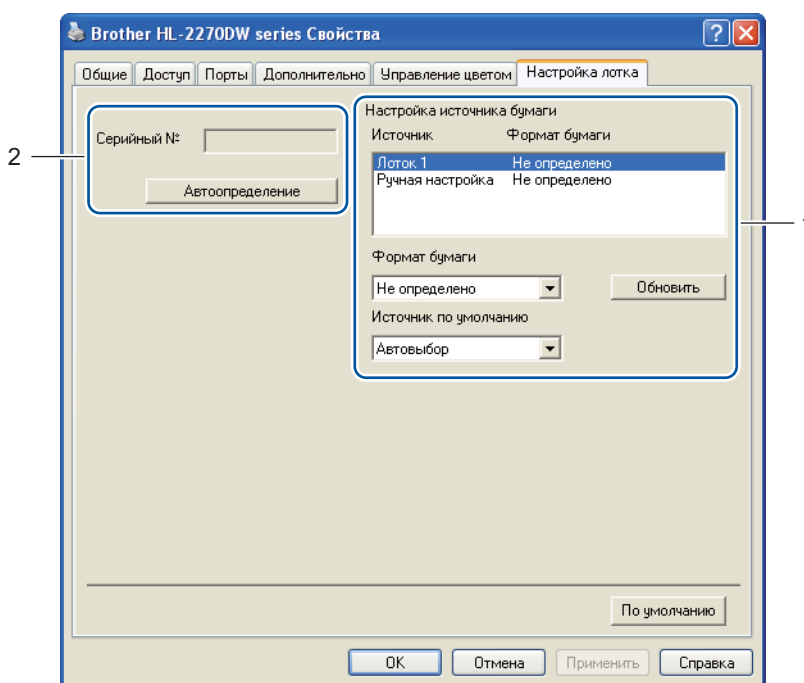 Brother HL-2270DW series Свойства
Общие Доступ Порты Дополнительно Управление цветом Настройка лотка
2
Серийный №
Автоопределение
Настройка источника бумаги
Источник Формат бумаги
Лоток 1 Не определено
Ручная настройка Не определено
Формат бумаги
Не определено
Обновить
Источник по умолчанию
Автовыбор
По умолчанию
OK Отмена Применить Справка